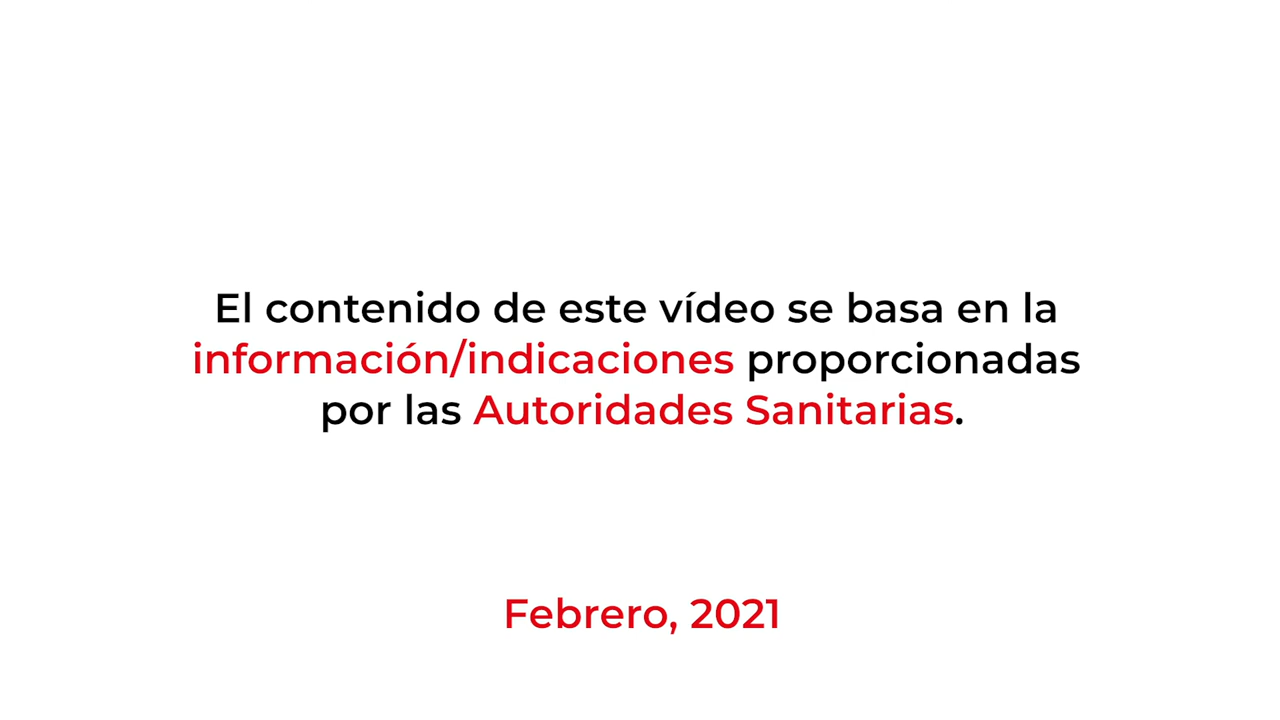 El contenido de este vídeo se basa en la
información/indicaciones proporcionadas
por las Autoridades Sanitarias.
Febrero, 2021